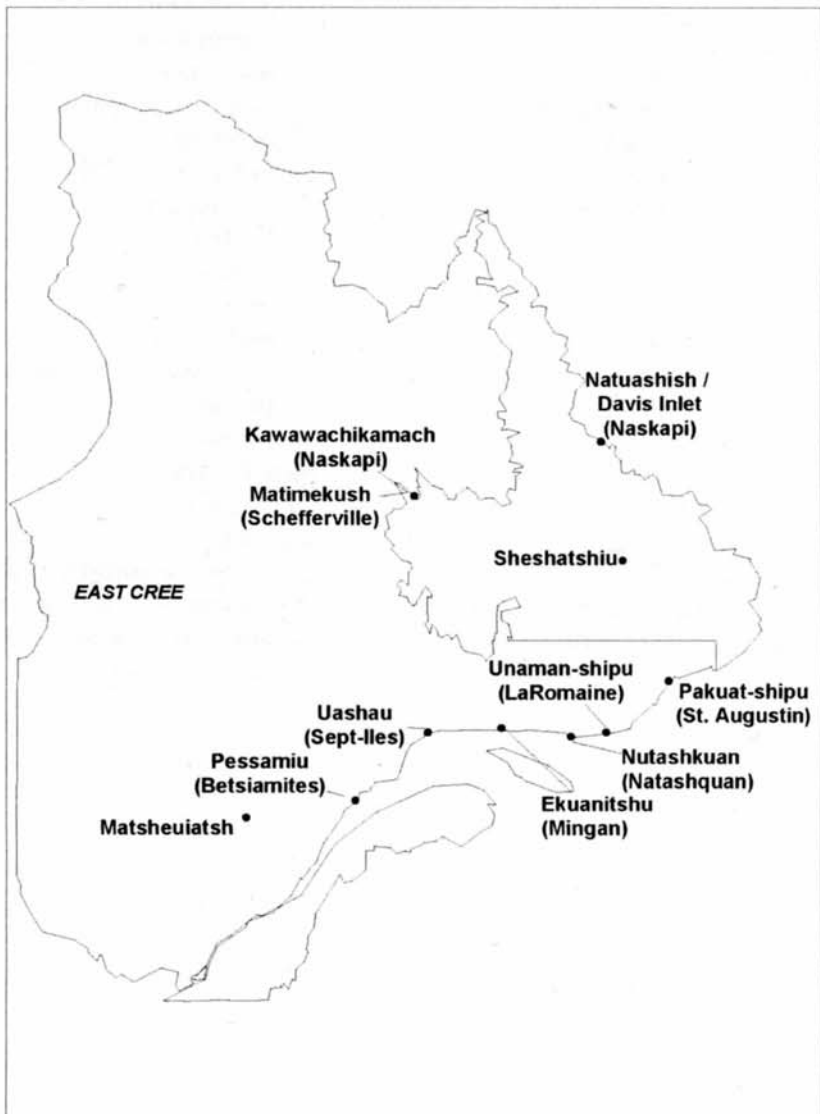 Natuashish /
Davis Inlet
(Naskapi)
Kawawachikamach
(Naskapi)
Matimekush
(Schefferville)
Sheshatshiu
EAST CREE
Unaman-shipu
(LaRomaine)
Pakuat-shipu
(St. Augustin)
Uashau
(Sept-Iles)
Nutashkuan
(Natashquan)
Pessamiu
(Betsiamites)
Ekuanitshu
(Mingan)
Matsheuiatsh